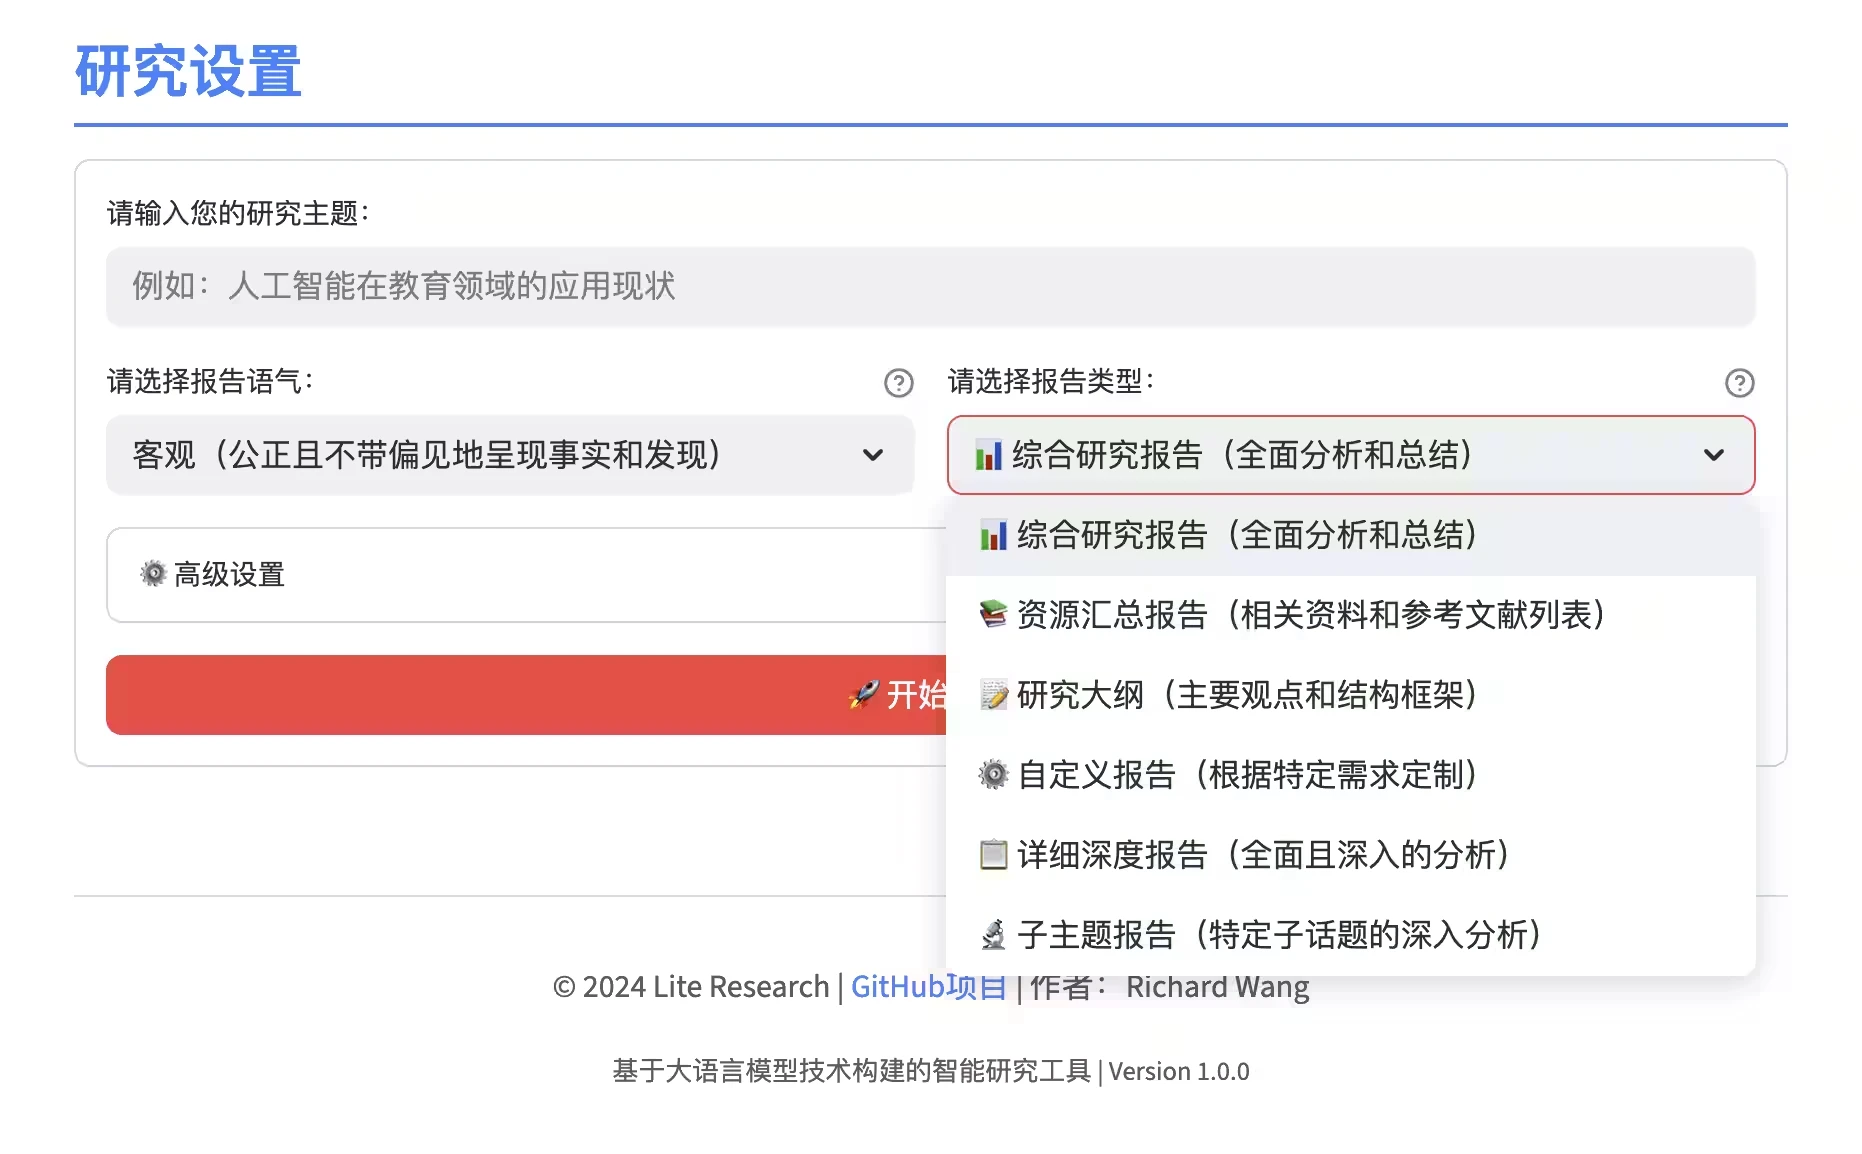 研究设置
请输入您的研究主题：
例如：人工智能在教育领域的应用现状
请选择报告语气：
请选择报告类型：
客观（公正且不带偏见地呈现事实和发现）
📊 综合研究报告（全面分析和总结）
📊 综合研究报告（全面分析和总结）
📚 资源汇总报告（相关资料和参考文献列表）
📝 研究大纲（主要观点和结构框架）
⚙️ 自定义报告（根据特定需求定制）
📋 详细深度报告（全面且深入的分析）
🔬 子主题报告（特定子话题的深入分析）
⚙️ 高级设置
🚀 开始
© 2024 Lite Research | GitHub项目 | 作者：Richard Wang
基于大语言模型技术构建的智能研究工具 | Version 1.0.0